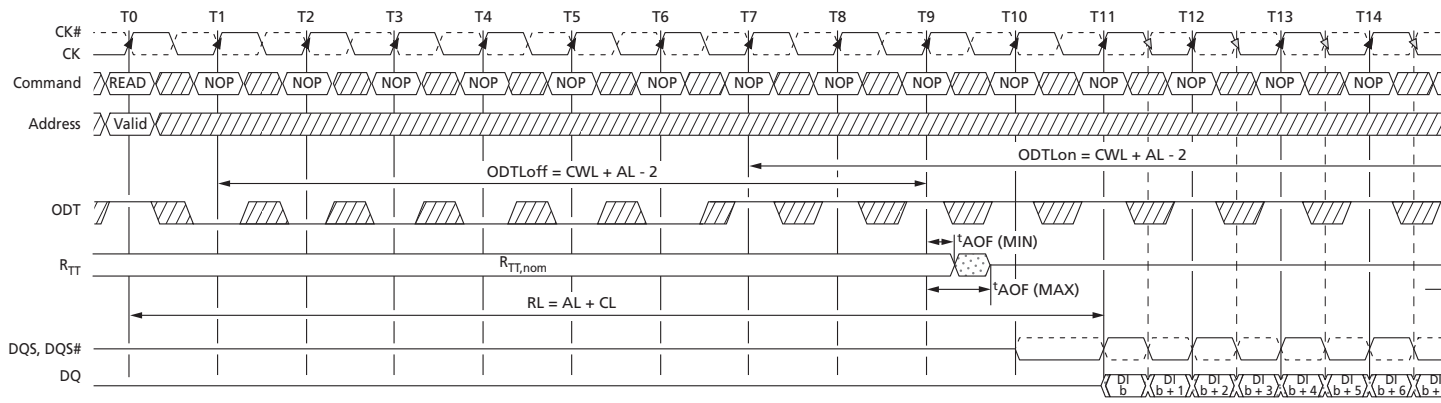 T0 T1 T2 T3 T4 T5 T6 T7 T8 T9 T10 T11 T12 T13 T14
CK#
CK
Command READ NOP NOP NOP NOP NOP NOP NOP NOP NOP NOP NOP NOP NOP NOP
Address Valid
ODTLon = CWL + AL - 2
ODTLoff = CWL + AL - 2
ODT
tAOF (MIN)
RTT RTT,nom
tAOF (MAX)
RL = AL + CL
DQS, DQS#
DQ
DI b DI b + 1 DI b + 2 DI b + 3 DI b + 4 DI b + 5 DI b + 6 DI b +